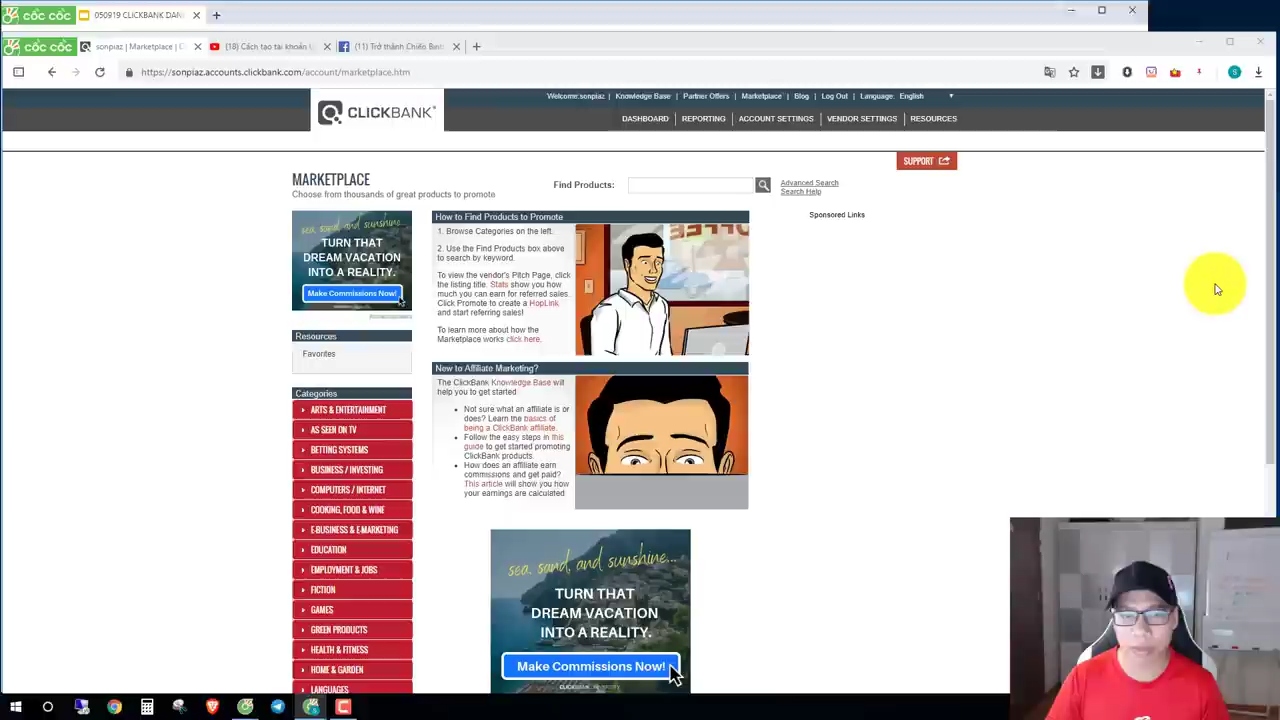 CỐC CỐC
050919 CLICKBANK DAN
CỐC CỐC
sonpiaz | Marketplace | C
(18) Cách tạo tài khoản
(11) Trở thành Chiến Binh
https://sonpiaz.accounts.clickbank.com/account/marketplace.htm
Welcome:sonpiaz | Knowledge Base | Partner Offers | Marketplace | Blog | Log Out | Language: English
CLICKBANK
DASHBOARD | REPORTING | ACCOUNT SETTINGS | VENDOR SETTINGS | RESOURCES
SUPPORT
MARKETPLACE
Choose from thousands of great products to promote
Find Products:
Advanced Search
Search Help
Sponsored Links
sea, sand, and sunshine...
TURN THAT
DREAM VACATION
INTO A REALITY.
Make Commissions Now!
Resources
Favorites
Categories
ARTS & ENTERTAINMENT
AS SEEN ON TV
BETTING SYSTEMS
BUSINESS / INVESTING
COMPUTERS / INTERNET
COOKING, FOOD & WINE
E-BUSINESS & E-MARKETING
EDUCATION
EMPLOYMENT & JOBS
FICTION
GAMES
GREEN PRODUCTS
HEALTH & FITNESS
HOME & GARDEN
LANGUAGES
How to Find Products to Promote
1. Browse Categories on the left.
2. Use the Find Products box above
to search by keyword.
To view the vendor's Pitch Page, click
the listing title. Stats show you how
much you can earn for referred sales.
Click Promote to create a HopLink
and start referring sales!
To learn more about how the
Marketplace works click here.
New to Affiliate Marketing?
The ClickBank Knowledge Base will
help you to get started
Not sure what an affiliate is or
does? Learn the basics of
being a ClickBank affiliate.
Follow the easy steps in this
guide to get started promoting
ClickBank products.
How does an affiliate earn
commissions and get paid?
This article will show you how
your earnings are calculated
sea, sand, and sunshine...
TURN THAT
DREAM VACATION
INTO A REALITY.
Make Commissions Now!